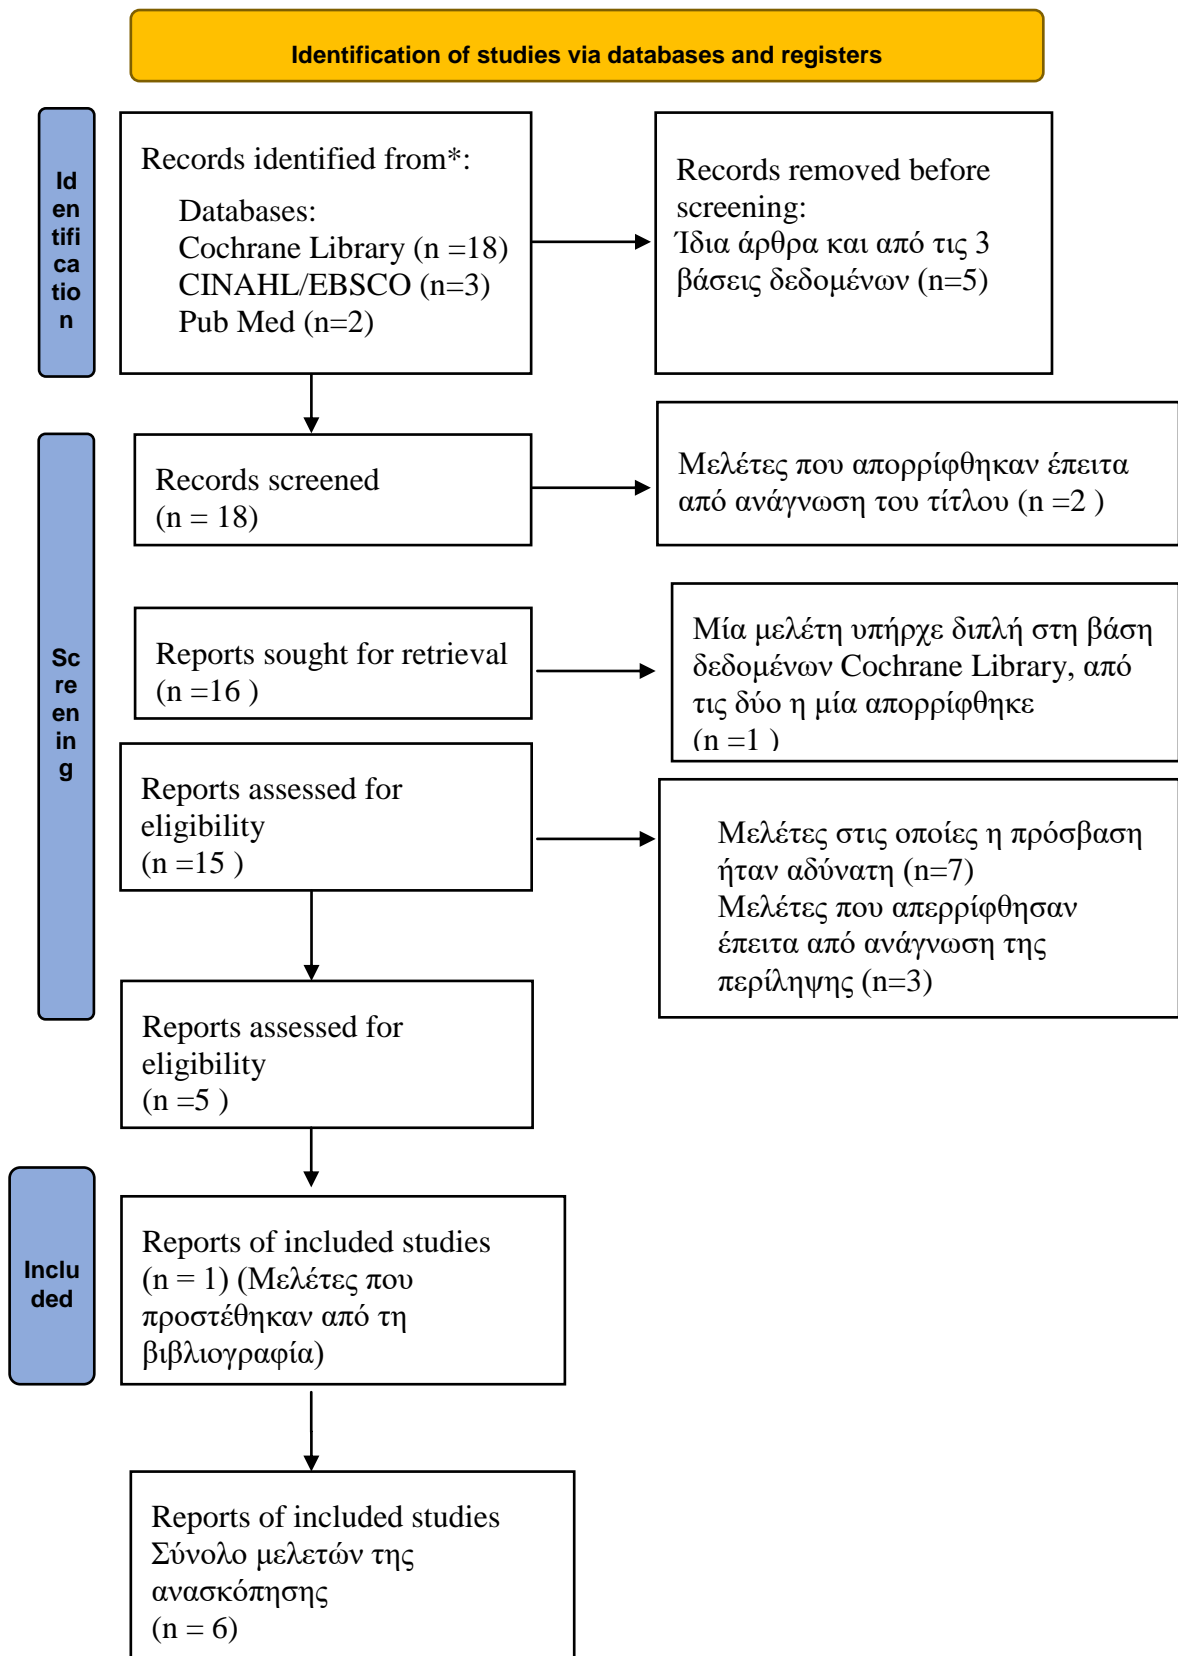 Identification of studies via databases and registers
Id
en
tifi
ca
tio
n
Records identified from*:
Databases:
Cochrane Library (n =18)
CINAHL/EBSCO (n=3)
Pub Med (n=2)
Records removed before
screening:
Ίδια άρθρα και από τις 3
βάσεις δεδομένων (n=5)
Sc
re
en
in
g
Records screened
(n = 18)
Μελέτες που απορρίφθηκαν έπειτα
από ανάγνωση του τίτλου (n =2 )
Reports sought for retrieval
(n =16 )
Μία μελέτη υπήρχε διπλή στη βάση
δεδομένων Cochrane Library, από
τις δύο η μία απορρίφθηκε
(n =1 )
Reports assessed for
eligibility
(n =15 )
Μελέτες στις οποίες η πρόσβαση
ήταν αδύνατη (n=7)
Μελέτες που απερρίφθησαν
έπειτα από ανάγνωση της
περίληψης (n=3)
Reports assessed for
eligibility
(n =5 )
Inclu
ded
Reports of included studies
(n = 1) (Μελέτες που
προστέθηκαν από τη
βιβλιογραφία)
Reports of included studies
Σύνολο μελετών της
ανασκόπησης
(n = 6)